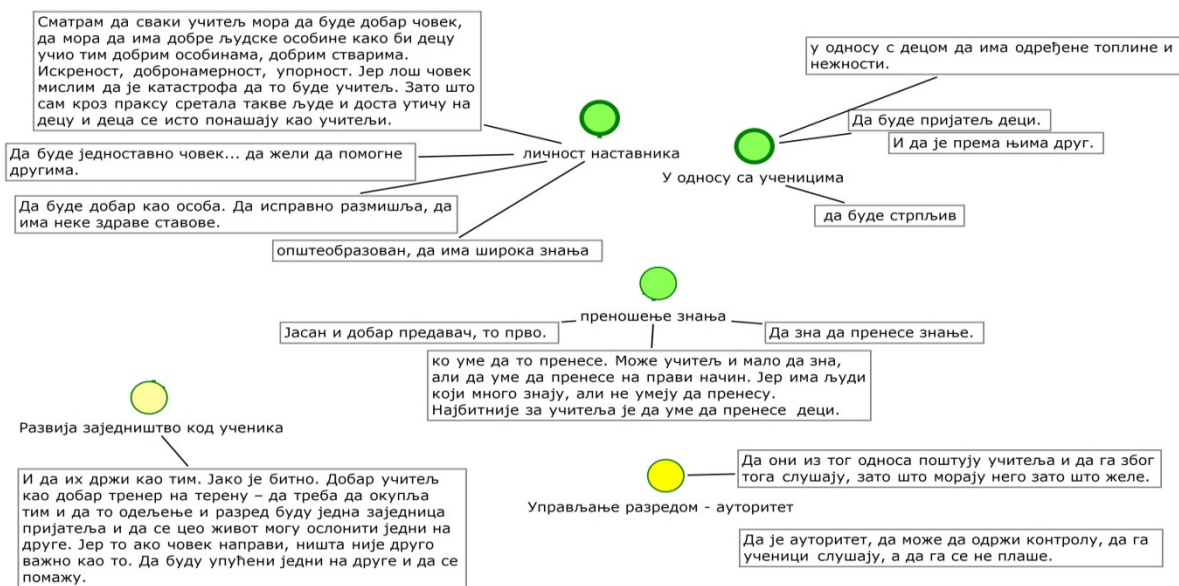 Сматрам да сваки учитељ мора да буде добар човек,
да мора да има добре људске особине како би децу
учио тим добрим особинама, добрим стварима.
Искреност, добронамерност, упорност. Јер лош човек
мислим да је катастрофа да то буде учитељ. Зато што
сам кроз праксу сретала такве људе и доста утичу на
децу и деца се исто понашају као учитељи.
Да буде једноставно човек... да жели да помогне
другима.
личност наставника
Да буде добар као особа. Да исправно размишља, да
има неке здраве ставове.
општеобразован, да има широка знања
у односу с децом да има одређене топлине и
нежности.
Да буде пријатељ деци.
И да је према њима друг.
У односу са ученицима
да буде стрпљив
преношење знања
Јасан и добар предавач, то прво.
Да зна да пренесе знање.
ко уме да то пренесе. Може учитељ и мало да зна,
али да уме да пренесе на прави начин. Јер има људи
који много знају, али не умеју да пренесу.
Најбитније за учитеља је да уме да пренесе деци.
Развија заједништво код ученика
И да их држи као тим. Јако је битно. Добар учитељ
као добар тренер на терену – да треба да окупља
тим и да то одељење и разред буду једна заједница
пријатеља и да се цео живот могу ослонити једни на
друге. Јер то ако човек направи, ништа није друго
важно као то. Да буду упућени једни на друге и да се
помажу.
Да они из тог односа поштују учитеља и да га због
тога слушају, зато што морају него зато што желе.
Управљање разредом - ауторитет
Да је ауторитет, да може да одржи контролу, да га
ученици слушају, а да га се не плаше.